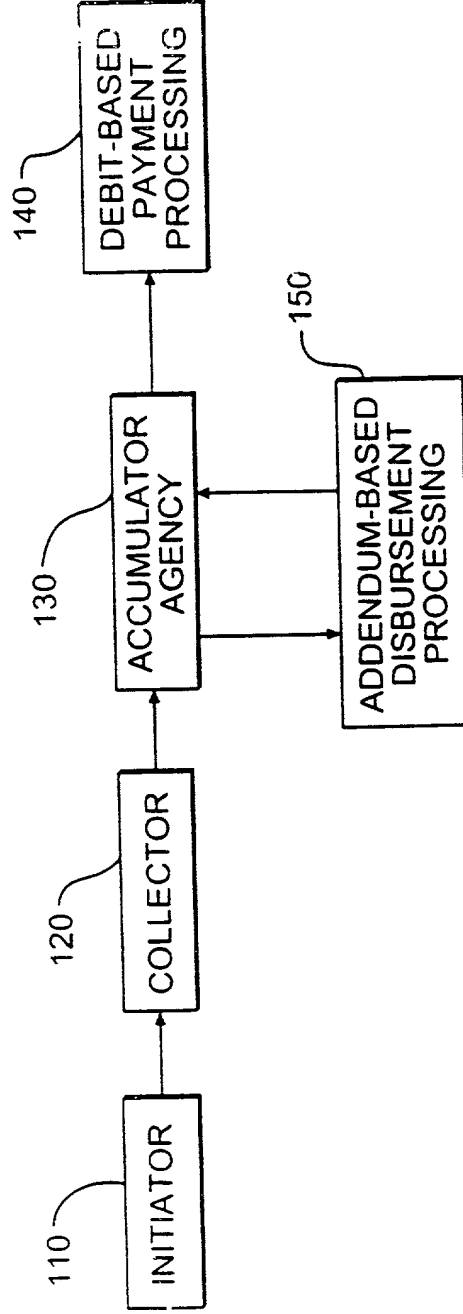 110
INITIATOR
120
COLLECTOR
130
ACCUMULATOR
AGENCY
140
DEBIT-BASED
PAYMENT
PROCESSING
150
ADDENDUM-BASED
DISBURSEMENT
PROCESSING